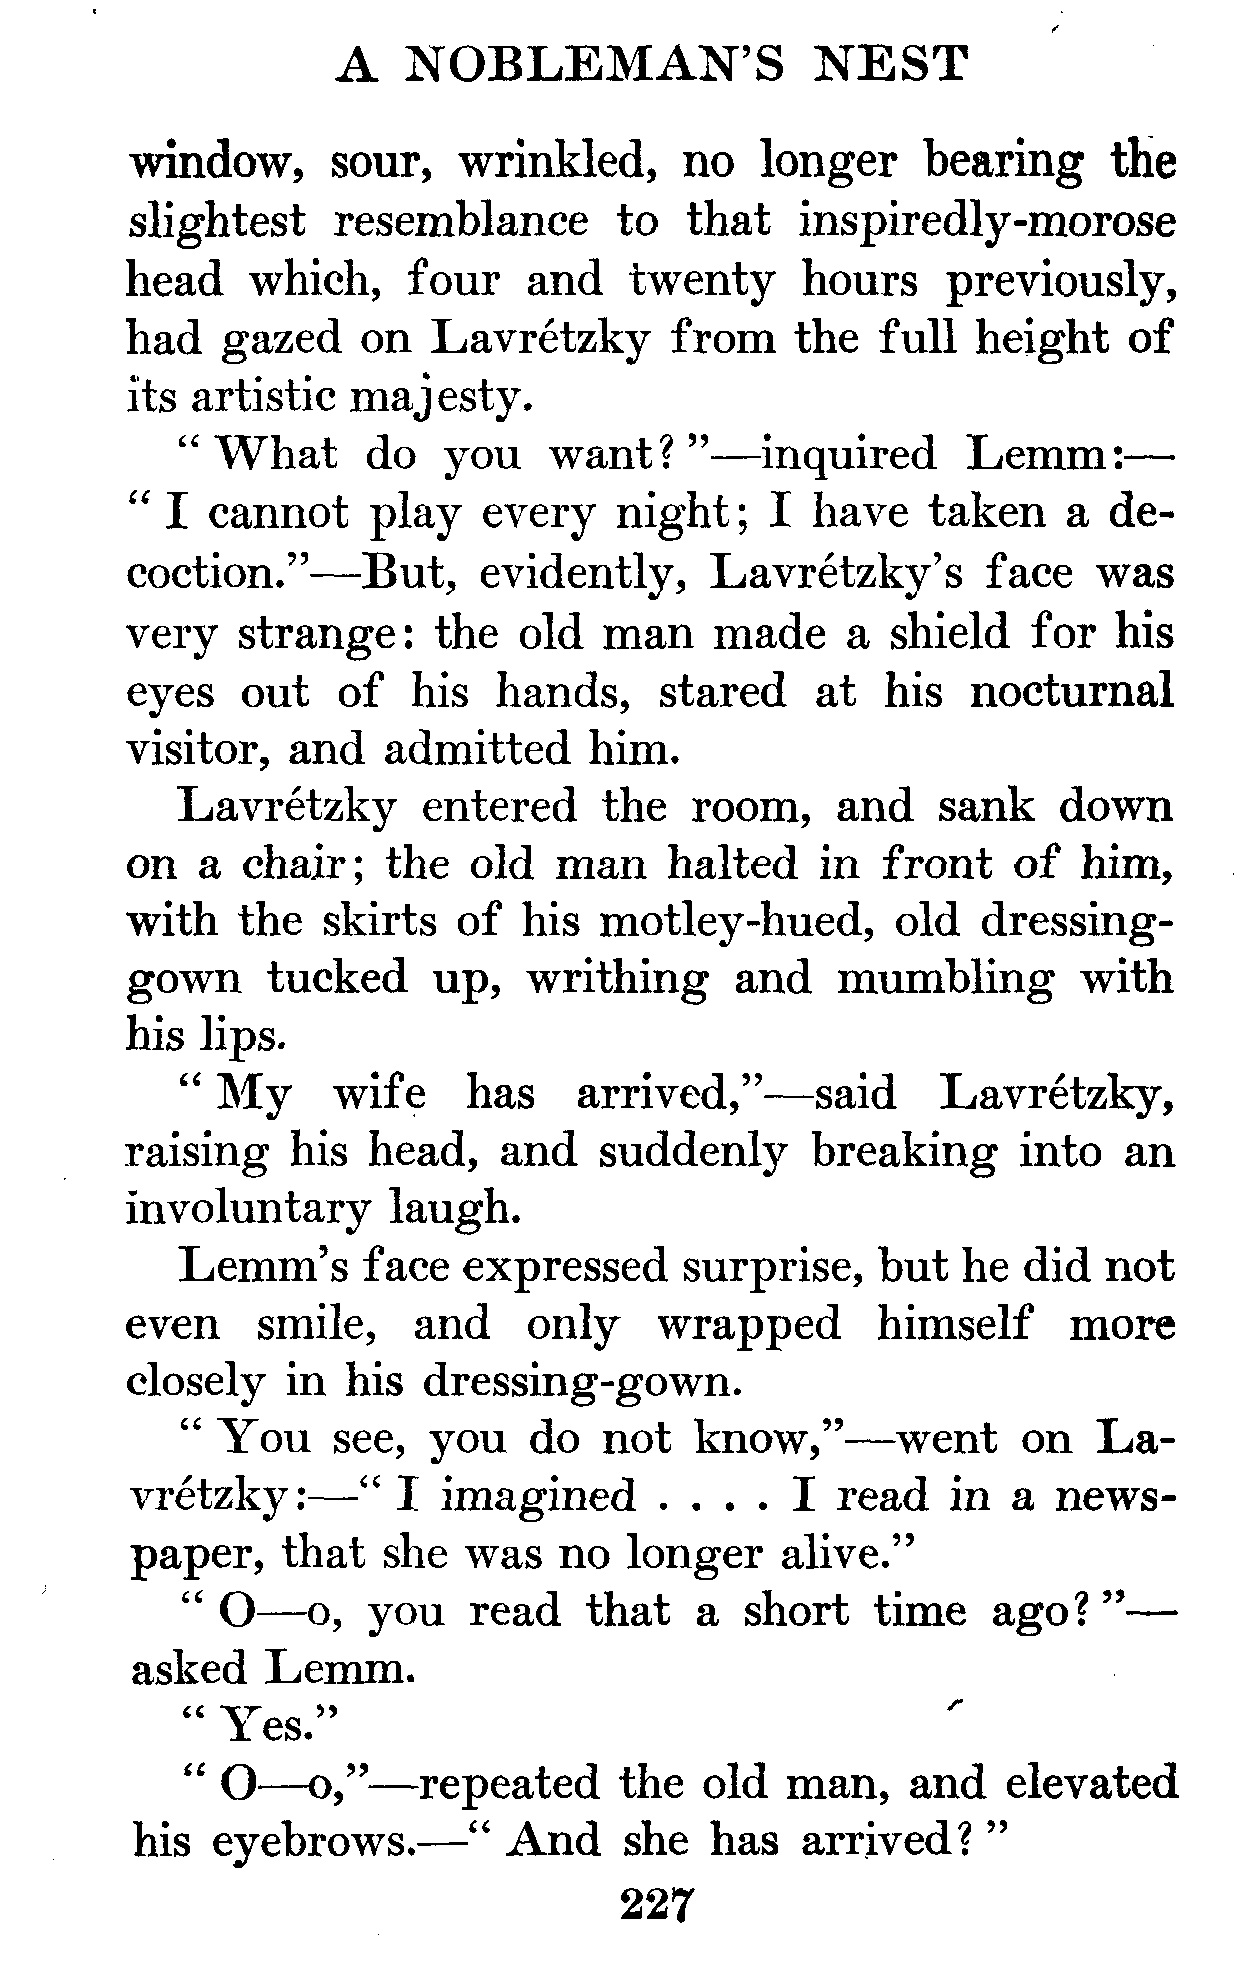 A NOBLEMAN'S NEST
window, sour, wrinkled, no longer bearing the
slightest resemblance to that inspiredly-morose
head which, four and twenty hours previously,
had gazed on Lavrétzky from the full height of
its artistic majesty.
“ What do you want? ”—inquired Lemm:—
“ I cannot play every night; I have taken a de-
coction.”—But, evidently, Lavrétzky's face was
very strange: the old man made a shield for his
eyes out of his hands, stared at his nocturnal
visitor, and admitted him.
Lavrétzky entered the room, and sank down
on a chair; the old man halted in front of him,
with the skirts of his motley-hued, old dressing-
gown tucked up, writhing and mumbling with
his lips.
“ My wife has arrived,”—said Lavrétzky,
raising his head, and suddenly breaking into an
involuntary laugh.
Lemm's face expressed surprise, but he did not
even smile, and only wrapped himself more
closely in his dressing-gown.
“ You see, you do not know,”—went on La-
vrétzky:—“ I imagined . . . . I read in a news-
paper, that she was no longer alive.”
“ O—o, you read that a short time ago? ”—
asked Lemm.
“ Yes.”
“ O—o,”—repeated the old man, and elevated
his eyebrows.—“ And she has arrived? ”
227